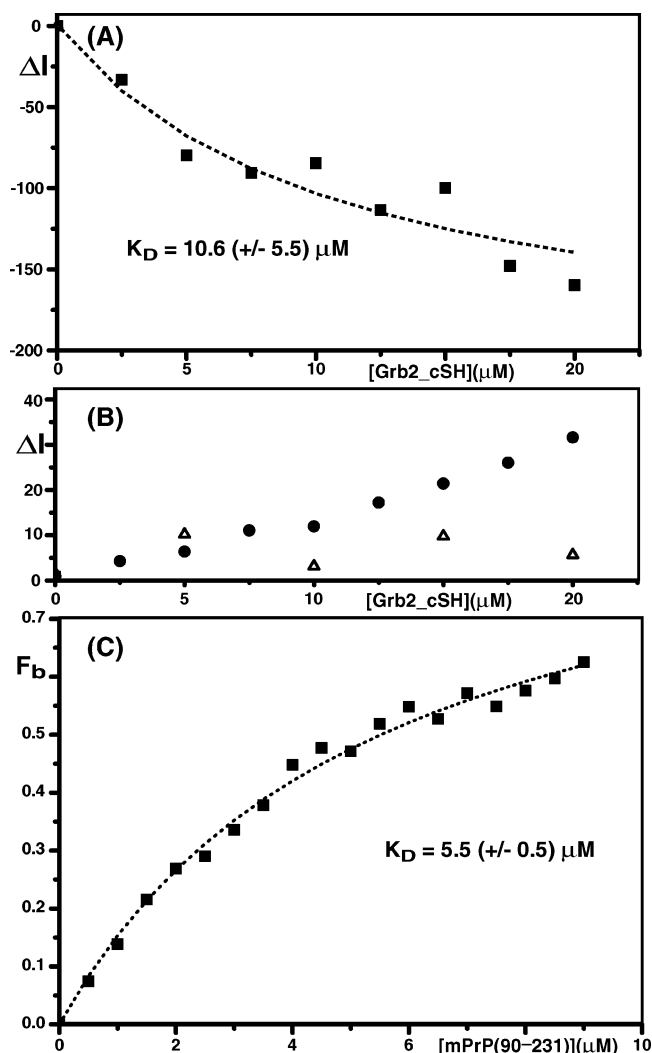 (A)
0
ΔI
-50
-100
-150
-200
K_D = 10.6 (+/- 5.5) μM
0 5 10 15 20
[Grb2_cSH](μM)
(B)
40
ΔI
20
10
0
0 5 10 15 20
[Grb2_cSH](μM)
(C)
0.7
F_b
0.5
0.4
0.3
0.2
0.1
0.0
K_D = 5.5 (+/- 0.5) μM
0 2 4 6 [mPrP(90–231)](μM) 10